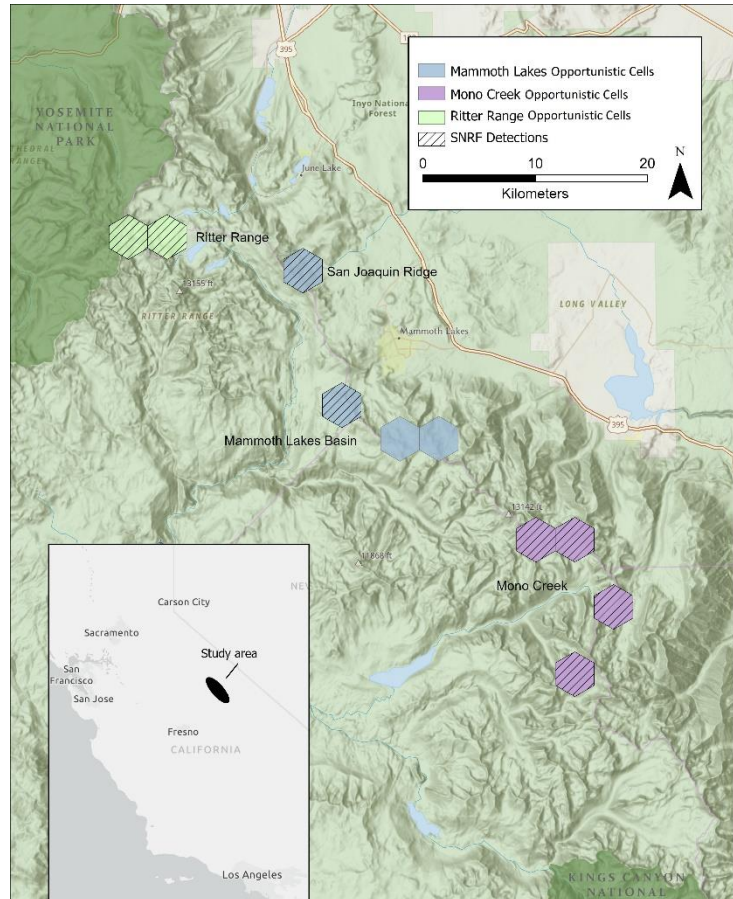 395
YOSEMITE
NATIONAL
PARK
Inyo National
Forest
June Lake
Mammoth Lakes Opportunistic Cells
Mono Creek Opportunistic Cells
Ritter Range Opportunistic Cells
SNRF Detections
0
10
20
Kilometers
N
Ritter Range
San Joaquin Ridge
13155 ft
RITTER RANGE
LONG VALLEY
Mammoth Lakes
Mammoth Lakes Basin
395
13142 ft
Mono Creek
Carson City
Sacramento
San
Francisco
San Jose
Study area
Fresno
CALIFORNIA
Los Angeles
KINGS CANYON
NATIONAL